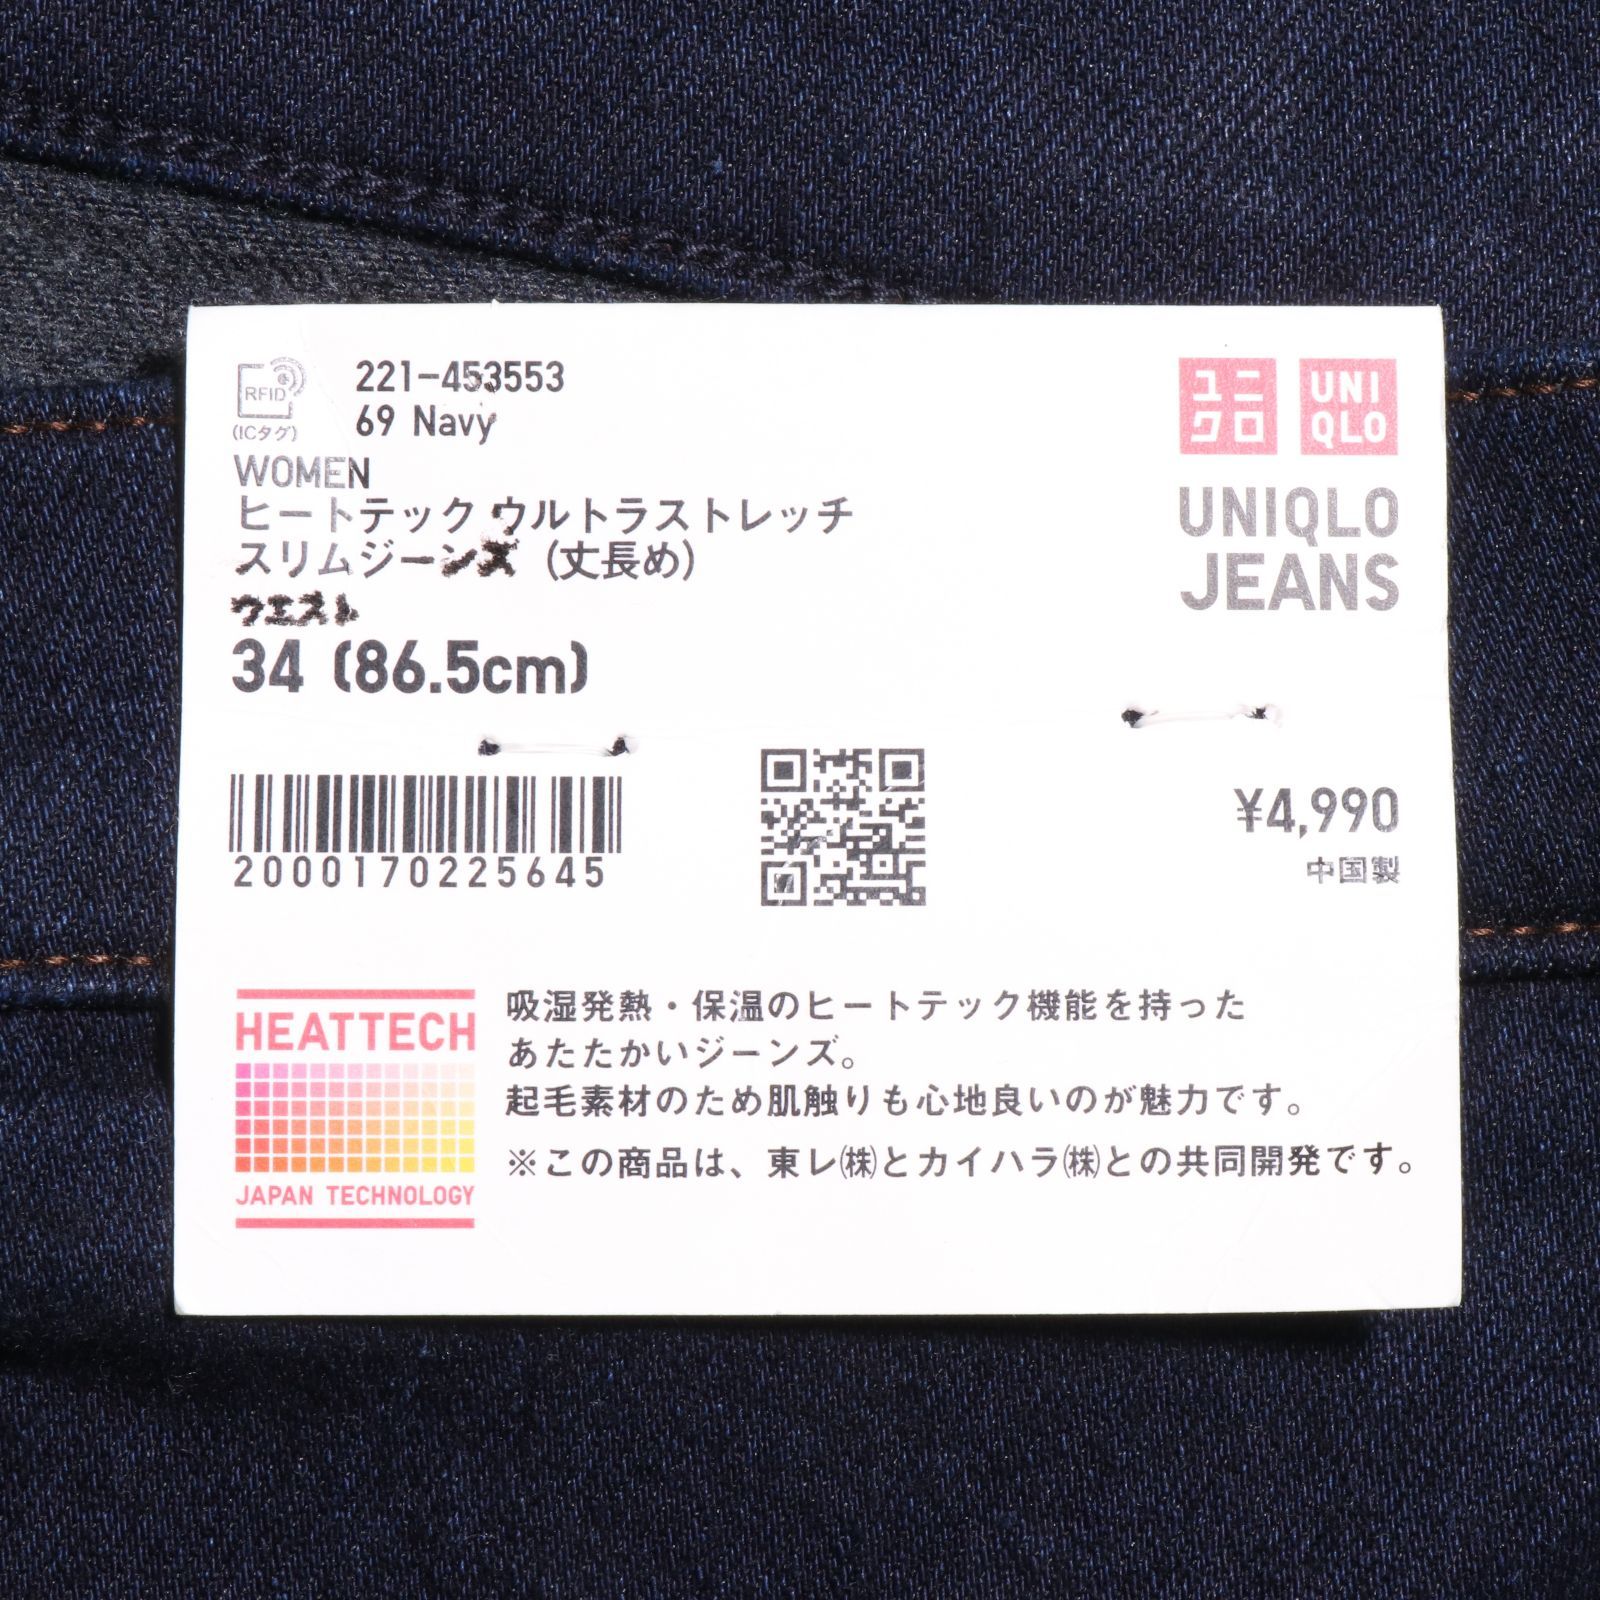 RFID
(ICタグ)
221-453553
69 Navy
WOMEN
ヒートテック ウルトラストレッチ
スリムジーンズ (丈長め)
ウエスト
34 (86.5cm)
ユニ
クロ
UNI
QLO
UNIQLO
JEANS
2000170225645
¥4,990
中国製
HEATTECH
JAPAN TECHNOLOGY
吸湿発熱・保温のヒートテック機能を持った
あたたかいジーンズ。
起毛素材のため肌触りも心地良いのが魅力です。
※この商品は、東レ㈱とカイハラ㈱との共同開発です。